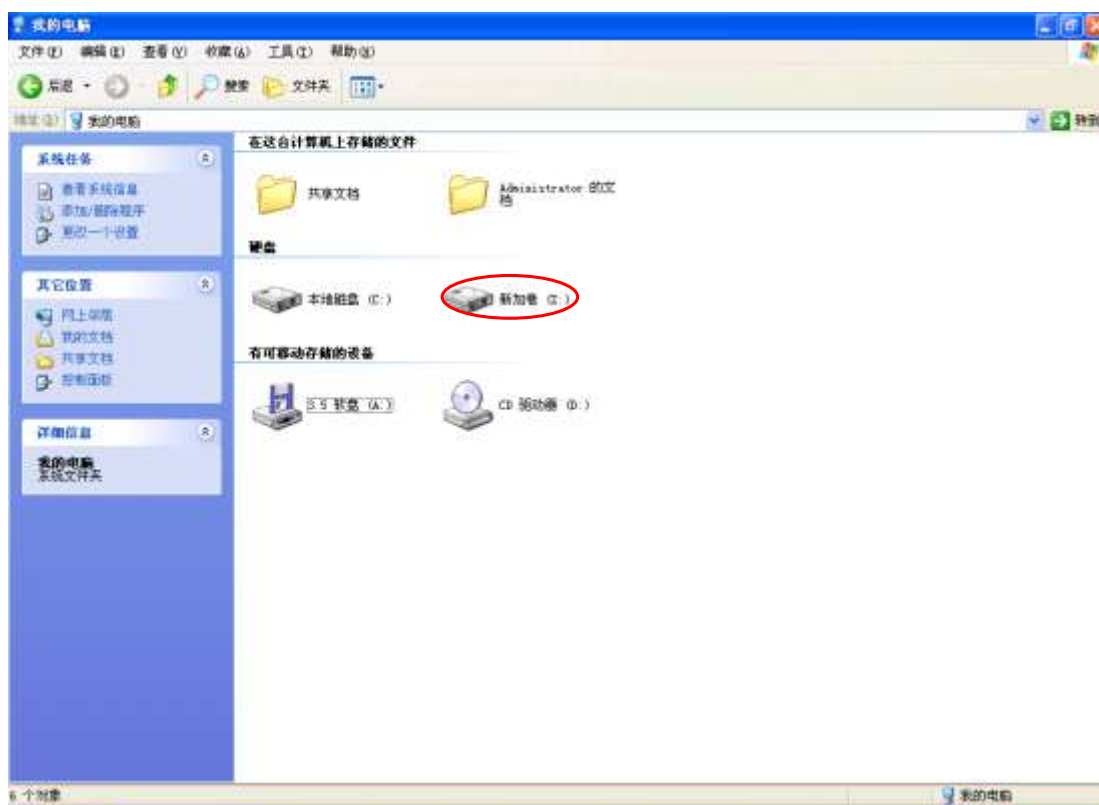 我的电脑
文件(F) 编辑(E) 查看(V) 收藏(A) 工具(T) 帮助(H)
后退 搜索 文件夹
地址(D) 我的电脑 转到
系统任务
查看系统信息
添加/删除程序
更改一个设置
其它位置
网上邻居
我的文档
共享文档
控制面板
详细信息
我的电脑
系统文件夹
在这台计算机上存储的文件
共享文档
Administrator 的文
档
硬盘
本地磁盘 (C:)
新加卷 (E:)
有可移动存储的设备
3.5 软盘 (A:)
CD 驱动器 (D:)
6 个对象 我的电脑